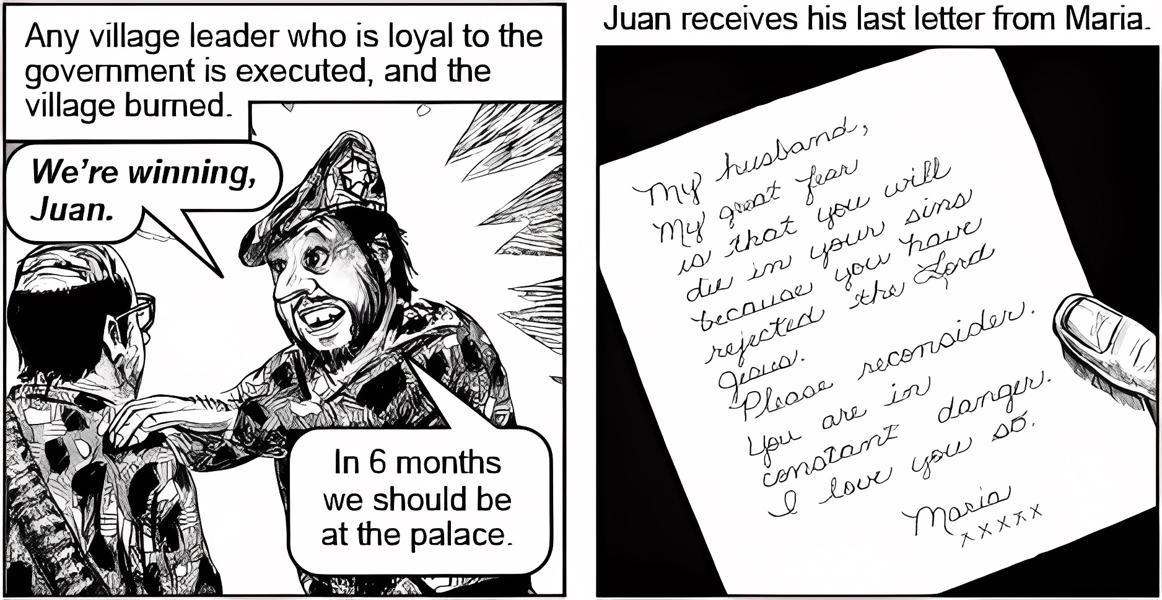 Any village leader who is loyal to the
government is executed, and the
village burned.
We're winning,
Juan.
In 6 months
we should be
at the palace.
Juan receives his last letter from Maria.
My husband,
My great fear
is that you will
die in your sins
because you have
rejected the Lord
Jesus.
Please reconsider.
You are in
constant danger.
I love you so.
Maria
xxxxx